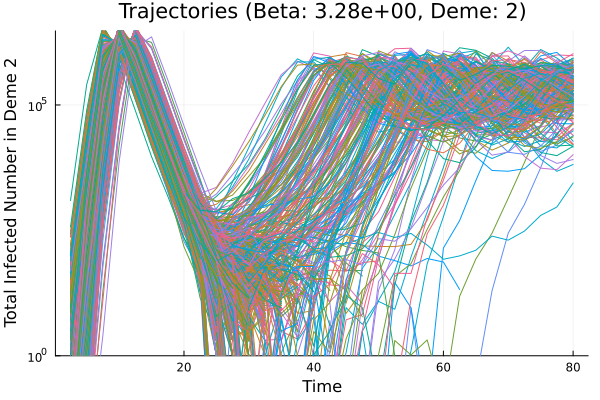 Trajectories (Beta: 3.28e+00, Deme: 2)
Total Infected Number in Deme 2
10^5
10^0
20
40
60
80
Time